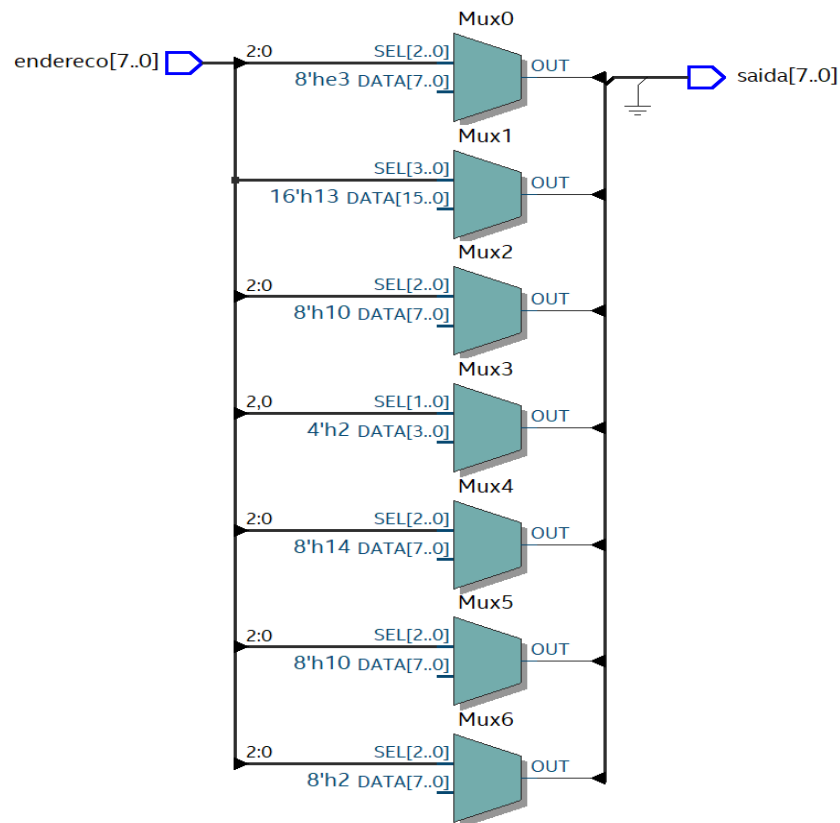 Mux0
endereco[7..0]
2:0
SEL[2..0]
8'he3 DATA[7..0]
OUT
saida[7..0]
Mux1
SEL[3..0]
16'h13 DATA[15..0]
OUT
Mux2
2:0
SEL[2..0]
8'h10 DATA[7..0]
OUT
Mux3
2,0
SEL[1..0]
4'h2 DATA[3..0]
OUT
Mux4
2:0
SEL[2..0]
8'h14 DATA[7..0]
OUT
Mux5
2:0
SEL[2..0]
8'h10 DATA[7..0]
OUT
Mux6
2:0
SEL[2..0]
8'h2 DATA[7..0]
OUT